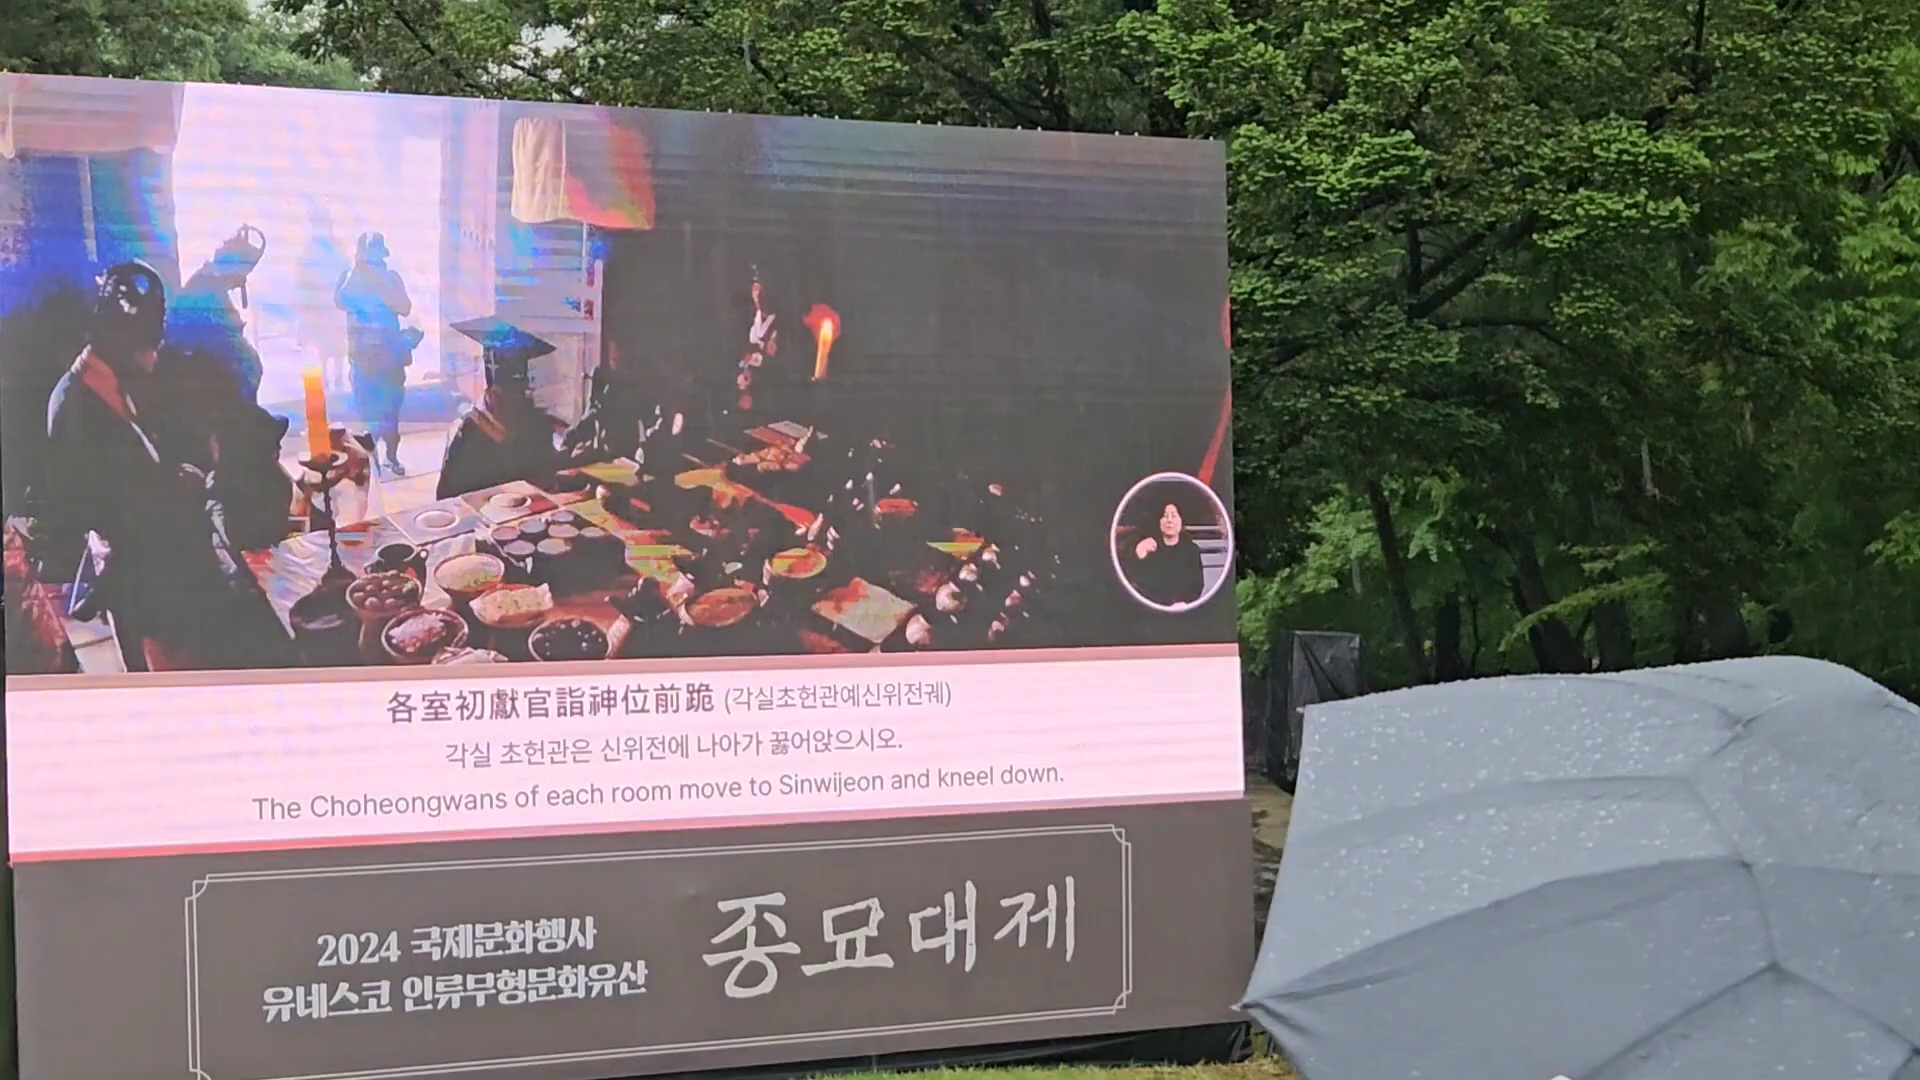 各室初獻官詣神位前跪 (각실초헌관예신위전궤)
각실 초헌관은 신위전에 나아가 꿇어앉으시오.
The Choheongwans of each room move to Sinwijeon and kneel down.
2024 국제문화행사
유네스코 인류무형문화유산
종묘대제